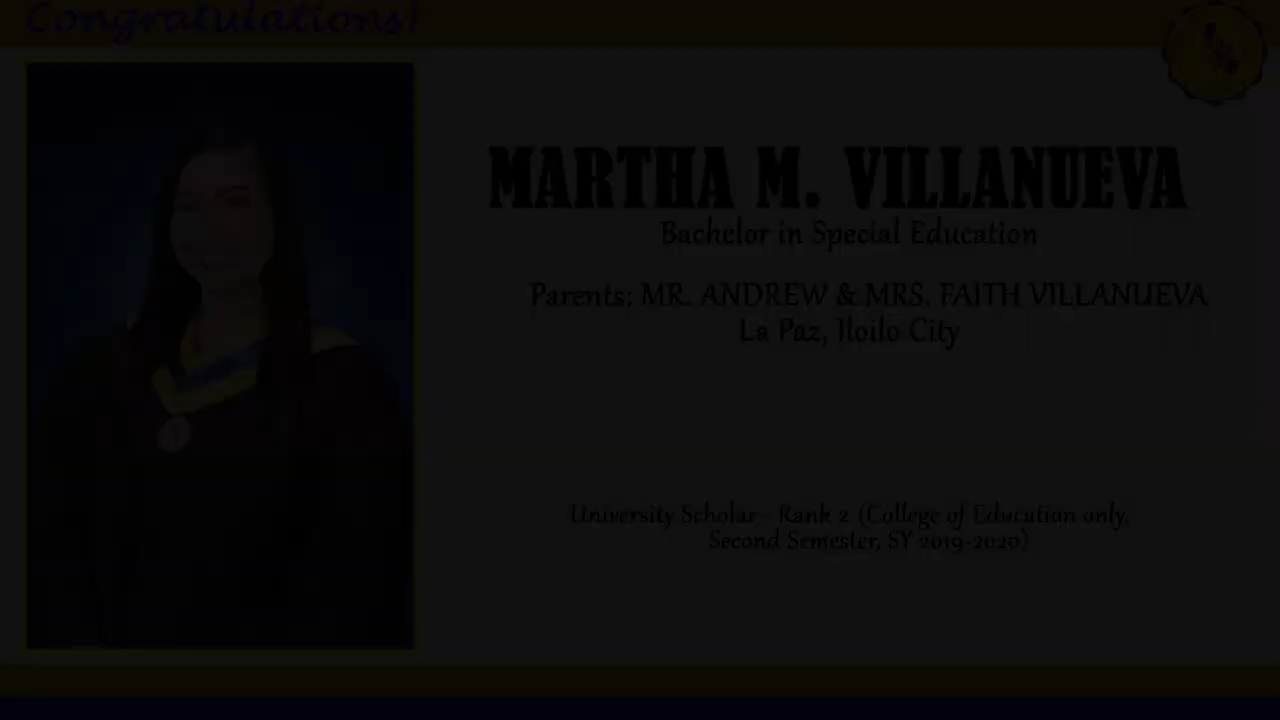 Congratulations!
MARTHA M. VILLANUEVA
Bachelor in Special Education
Parents: MR. ANDREW & MRS. FAITH VILLANUEVA
La Paz, Iloilo City
University Scholar - Rank 2 (College of Education only,
Second Semester, SY 2019-2020)